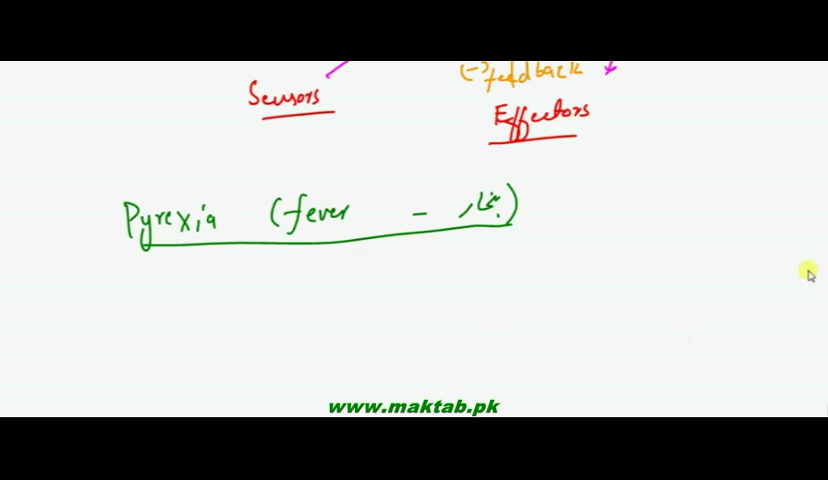 (-) feedback
Sensors
Effectors
Pyrexia (fever - بخار)
www.maktab.pk